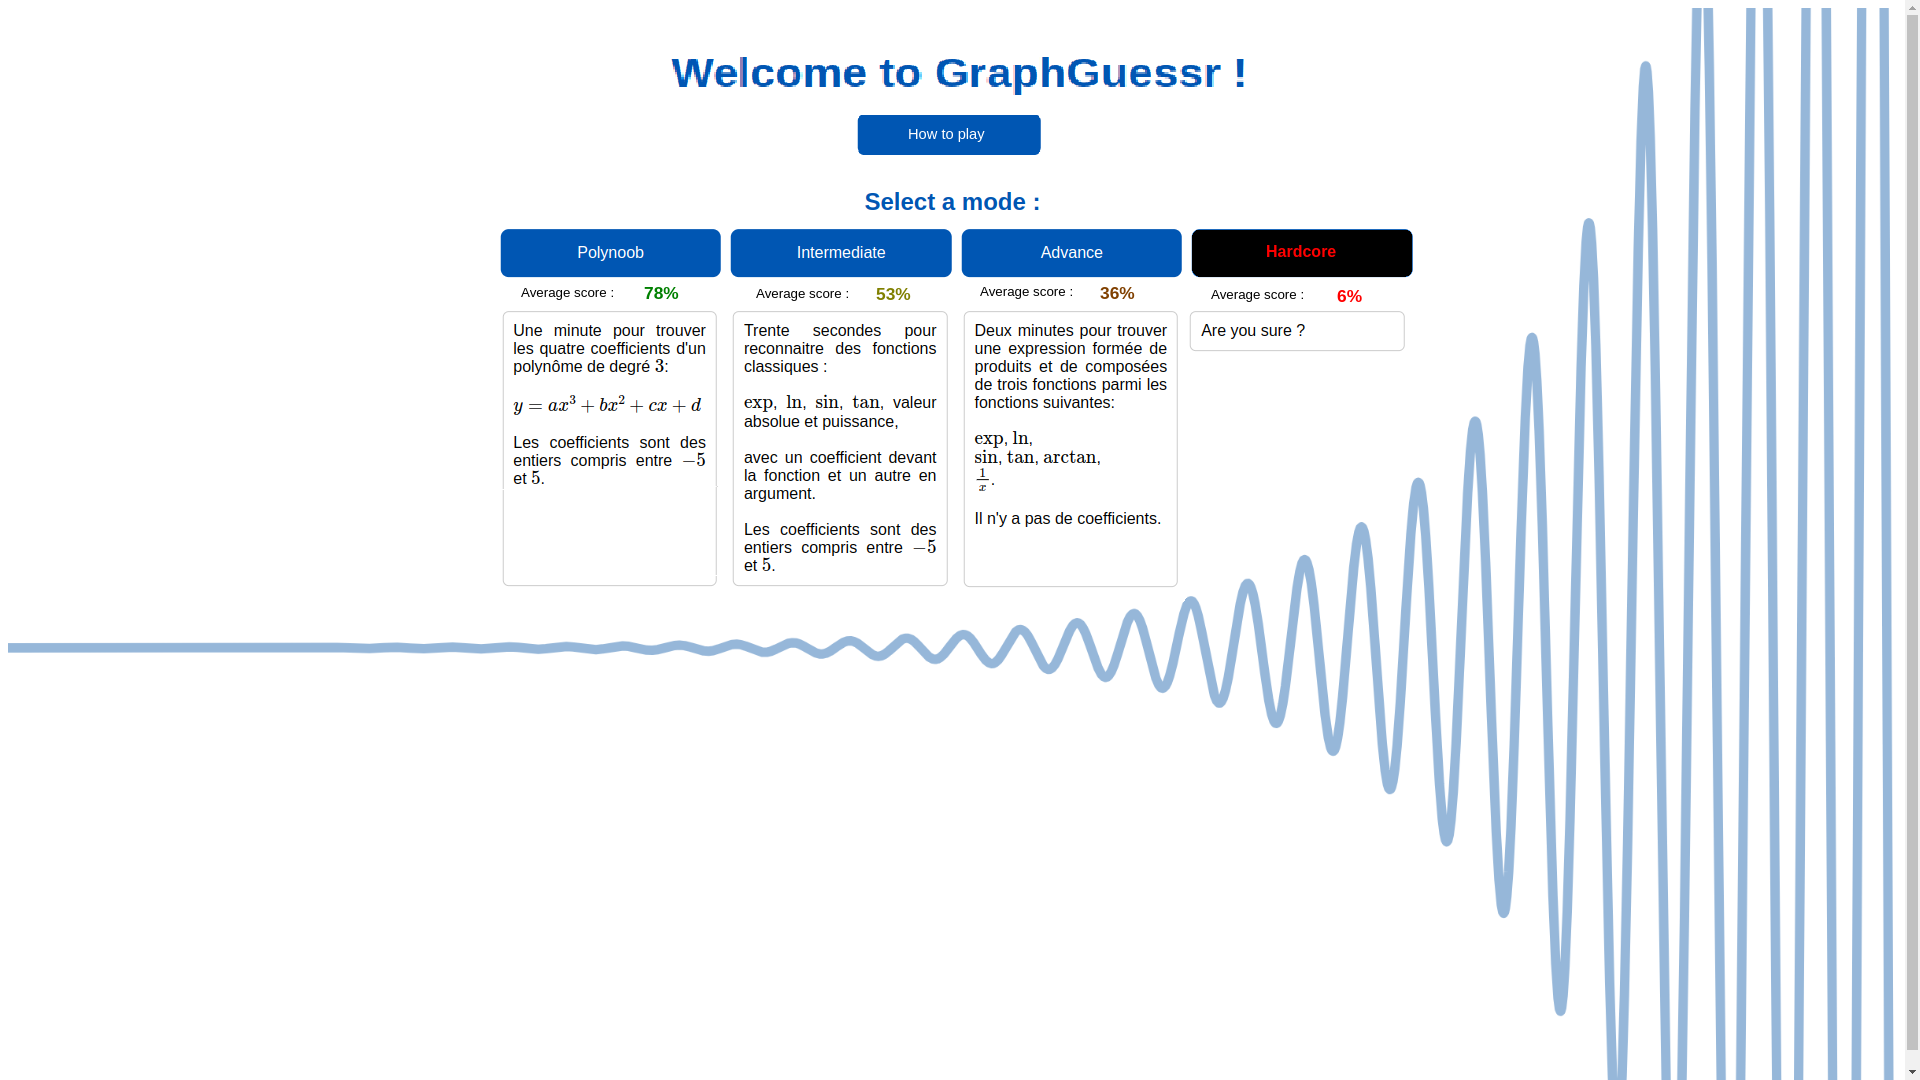 Welcome to GraphGuessr !
How to play
Select a mode :
Polynoob
Intermediate
Advance
Hardcore
Average score : 78%
Average score : 53%
Average score : 36%
Average score : 6%
Une minute pour trouver
les quatre coefficients d'un
polynôme de degré 3:
y = ax³ + bx² + cx + d
Les coefficients sont des
entiers compris entre −5
et 5.
Trente secondes pour
reconnaitre des fonctions
classiques :
exp, ln, sin, tan, valeur
absolue et puissance,
avec un coefficient devant
la fonction et un autre en
argument.
Les coefficients sont des
entiers compris entre −5
et 5.
Deux minutes pour trouver
une expression formée de
produits et de composées
de trois fonctions parmi les
fonctions suivantes:
exp, ln,
sin, tan, arctan,
1/x.
Il n'y a pas de coefficients.
Are you sure ?